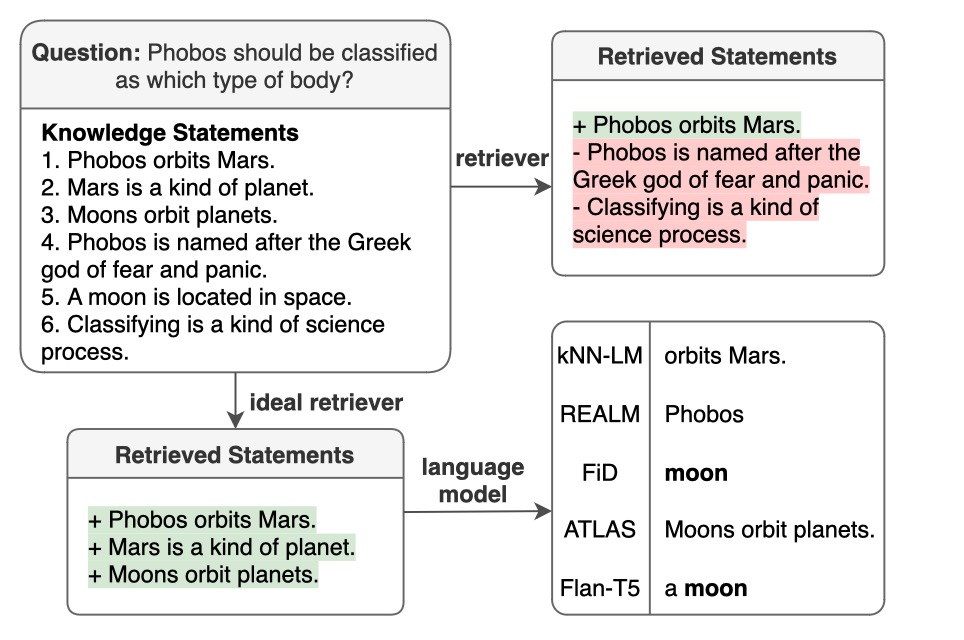 Question: Phobos should be classified
as which type of body?
Knowledge Statements
1. Phobos orbits Mars.
2. Mars is a kind of planet.
3. Moons orbit planets.
4. Phobos is named after the Greek
god of fear and panic.
5. A moon is located in space.
6. Classifying is a kind of science
process.
retriever
Retrieved Statements
+ Phobos orbits Mars.
- Phobos is named after the
Greek god of fear and panic.
- Classifying is a kind of
science process.
ideal retriever
Retrieved Statements
+ Phobos orbits Mars.
+ Mars is a kind of planet.
+ Moons orbit planets.
language
model
kNN-LM orbits Mars.
REALM Phobos
FiD moon
ATLAS Moons orbit planets.
Flan-T5 a moon